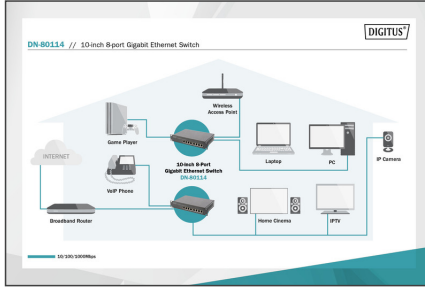 DIGITUS®
DN-80114 // 10-inch 8-port Gigabit Ethernet Switch
Wireless
Access Point
Game Player
INTERNET
10-Inch 8-Port
Gigabit Ethernet Switch
DN-80114
Laptop
PC
IP Camera
VoIP Phone
Broadband Router
Home Cinema
IPTV
10/100/1000Mbps